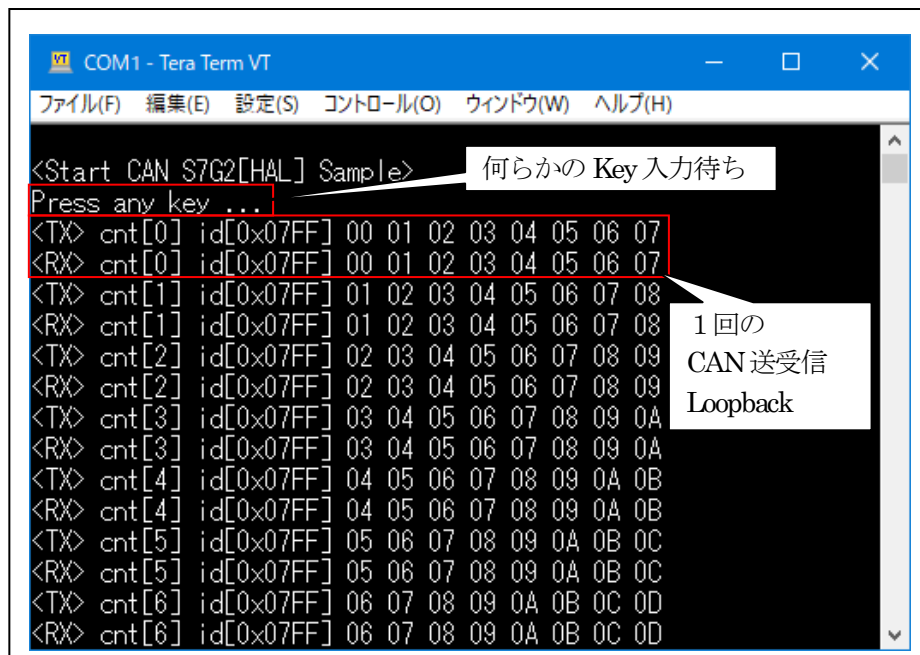 COM1 - Tera Term VT
ファイル(F) 編集(E) 設定(S) コントロール(O) ウィンドウ(W) ヘルプ(H)
<Start CAN S7G2[HAL] Sample>
何らかの Key 入力待ち
Press any key ...
<TX> cnt[0] id[0x07FF] 00 01 02 03 04 05 06 07
<RX> cnt[0] id[0x07FF] 00 01 02 03 04 05 06 07
<TX> cnt[1] id[0x07FF] 01 02 03 04 05 06 07 08
<RX> cnt[1] id[0x07FF] 01 02 03 04 05 06 07 08
<TX> cnt[2] id[0x07FF] 02 03 04 05 06 07 08 09
<RX> cnt[2] id[0x07FF] 02 03 04 05 06 07 08 09
<TX> cnt[3] id[0x07FF] 03 04 05 06 07 08 09 0A
<RX> cnt[3] id[0x07FF] 03 04 05 06 07 08 09 0A
<TX> cnt[4] id[0x07FF] 04 05 06 07 08 09 0A 0B
<RX> cnt[4] id[0x07FF] 04 05 06 07 08 09 0A 0B
<TX> cnt[5] id[0x07FF] 05 06 07 08 09 0A 0B 0C
<RX> cnt[5] id[0x07FF] 05 06 07 08 09 0A 0B 0C
<TX> cnt[6] id[0x07FF] 06 07 08 09 0A 0B 0C 0D
<RX> cnt[6] id[0x07FF] 06 07 08 09 0A 0B 0C 0D
１回の
CAN 送受信
Loopback